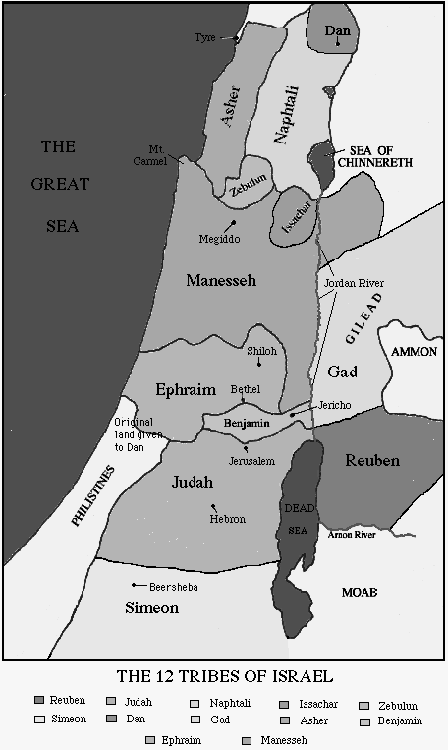 Dan
Tyre
Asher
Naphtali
THE
GREAT
SEA
Mt.
Carmel
SEA OF
CHINNERETH
Zebulun
Issachar
Megiddo
Manesseh
Jordan River
GILEAD
AMMON
Shiloh
Gad
Ephraim
Bethel
Jericho
Original
land given
to Dan
Benjamin
Jerusalem
Reuben
PHILISTINES
Judah
Hebron
DEAD
SEA
Arnon River
Beersheba
Simeon
MOAB
THE 12 TRIBES OF ISRAEL
Reuben Judah Naphtali Issachar Zebulun
Simeon Dan Gad Asher Benjamin
Ephraim Manesseh